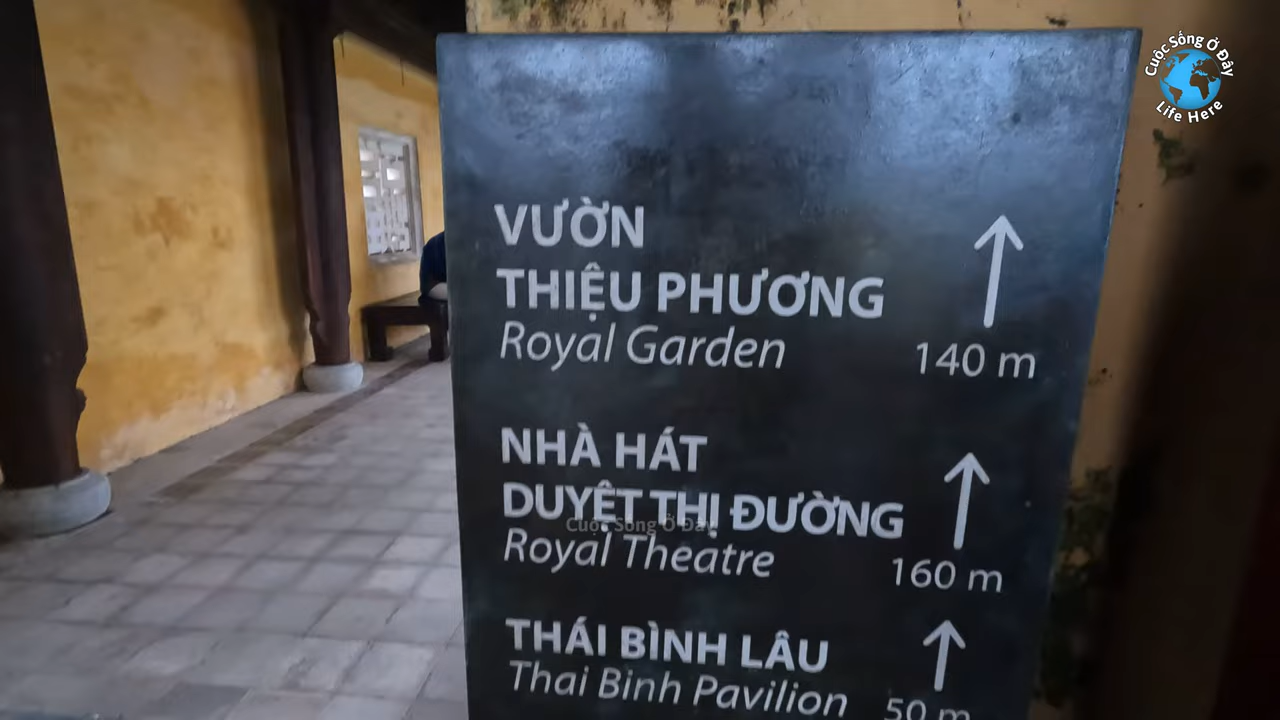 Cuộc Sống Ở Đây
Life Here
VƯỜN
THIỆU PHƯƠNG
Royal Garden
140 m
NHÀ HÁT
DUYỆT THỊ ĐƯỜNG
Cuộc Sống Ở Đây
Royal Theatre
160 m
THÁI BÌNH LÂU
Thai Binh Pavilion
50 m